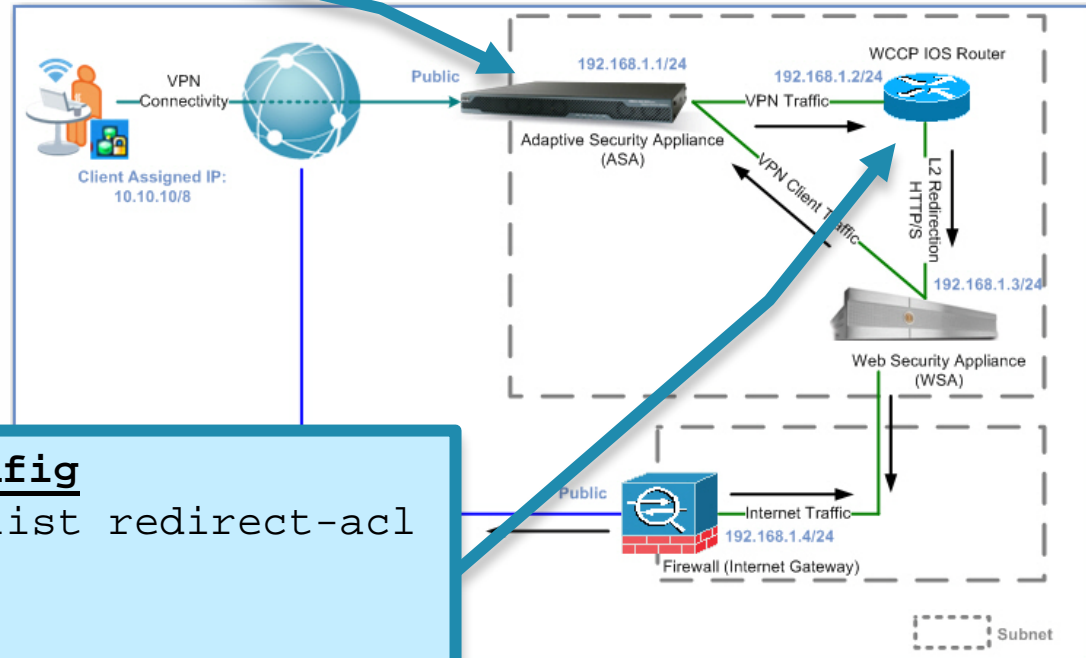 WCCP IOS Router
192.168.1.1/24
192.168.1.2/24
Public
VPN
Connectivity
VPN Traffic
Adaptive Security Appliance
(ASA)
Client Assigned IP:
10.10.10/8
VPN Client Traffic
L2 Redirection
HTTP/S
192.168.1.3/24
Web Security Appliance
(WSA)
Public
Internet Traffic
192.168.1.4/24
Firewall (Internet Gateway)
Subnet
list redirect-acl